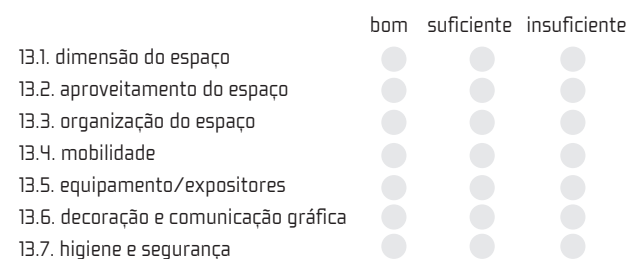 bom suficiente insuficiente
13.1. dimensão do espaço
13.2. aproveitamento do espaço
13.3. organização do espaço
13.4. mobilidade
13.5. equipamento/expositores
13.6. decoração e comunicação gráfica
13.7. higiene e segurança